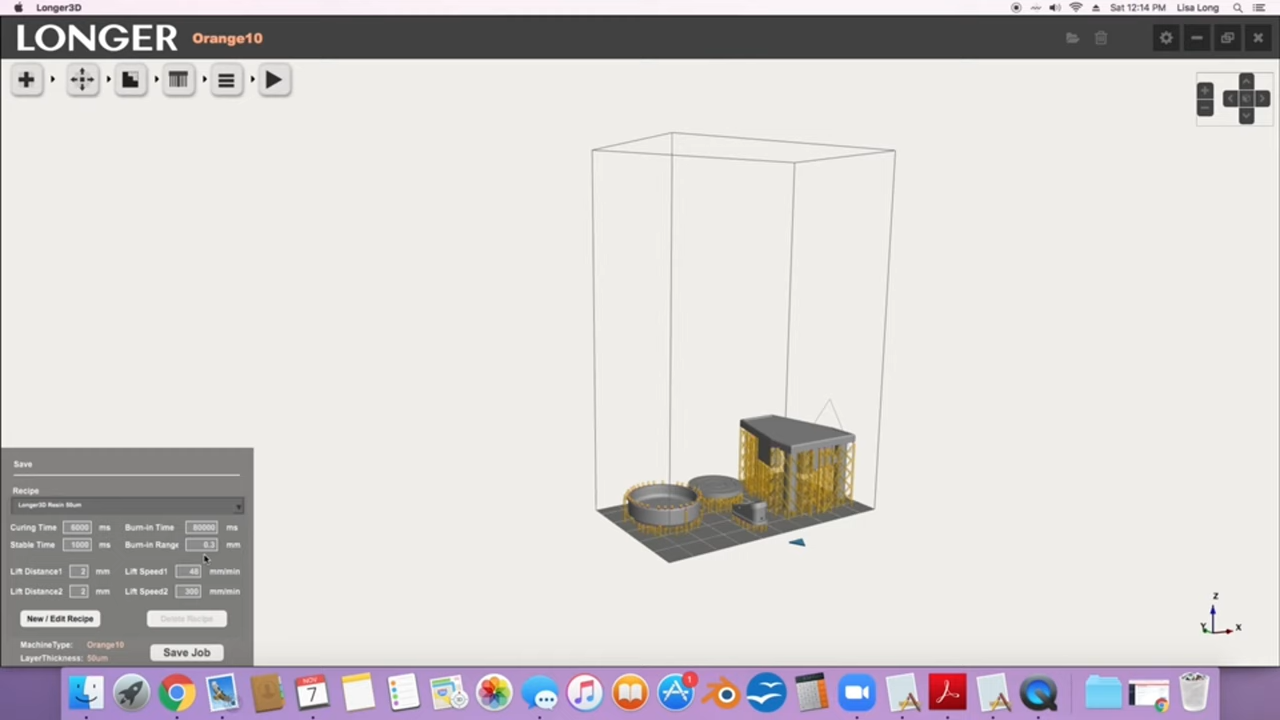 Longer3D
Sat 12:14 PM Lisa Long
LONGER Orange10
Save
Recipe
Longer3D Resin 50um
Curing Time 6000 ms Burn-in Time 80000 ms
Stable Time 1000 ms Burn-in Range 0.3 mm
Lift Distance1 2 mm Lift Speed1 48 mm/min
Lift Distance2 2 mm Lift Speed2 300 mm/min
New / Edit Recipe Delete Recipe
MachineType: Orange10
LayerThickness: 50um
Save Job
Z
Y X
NOV
7
1